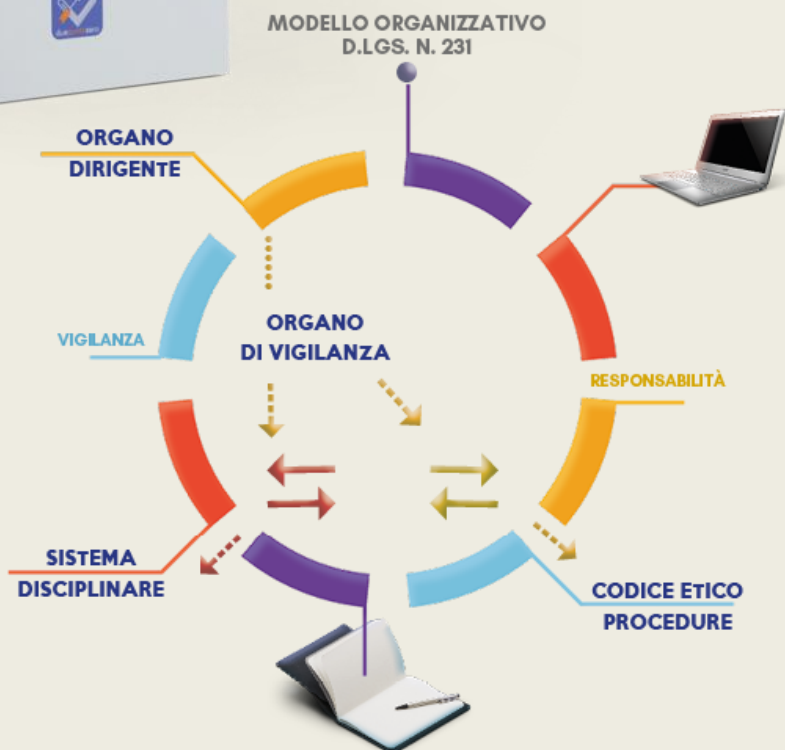 MODELLO ORGANIZZATIVO
D.LGS. N. 231
ORGANO
DIRIGENTE
VIGILANZA
ORGANO
DI VIGILANZA
RESPONSABILITÀ
SISTEMA
DISCIPLINARE
CODICE ETICO
PROCEDURE